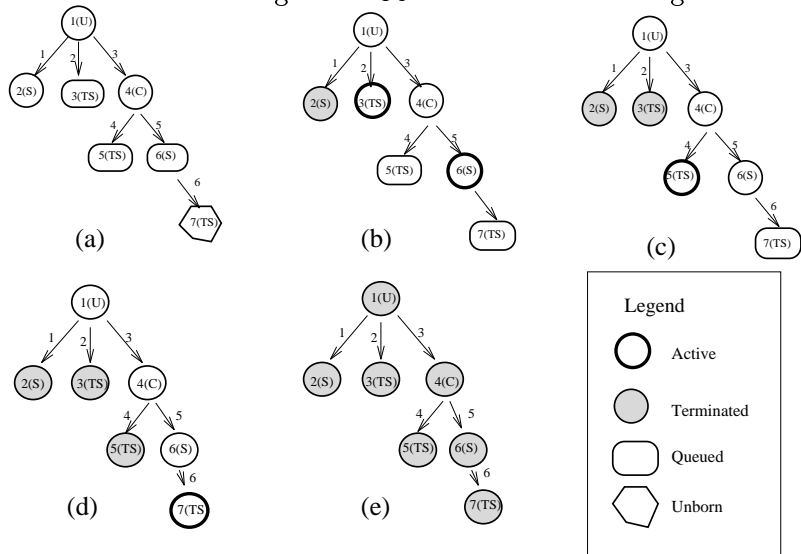 1(U)
1
2
3
2(S)
3(TS)
4(C)
4
5
5(TS)
6(S)
6
7(TS)
(a)
1(U)
1
2
3
2(S)
3(TS)
4(C)
4
5
5(TS)
6(S)
7(TS)
(b)
1(U)
1
2
3
2(S)
3(TS)
4(C)
4
5
5(TS)
6(S)
6
7(TS)
(c)
1(U)
1
2
3
2(S)
3(TS)
4(C)
4
5
5(TS)
6(S)
6
7(TS
(d)
1(U)
1
2
3
2(S)
3(TS)
4(C)
4
5
5(TS)
6(S)
6
7(TS)
(e)
Legend
Active
Terminated
Queued
Unborn